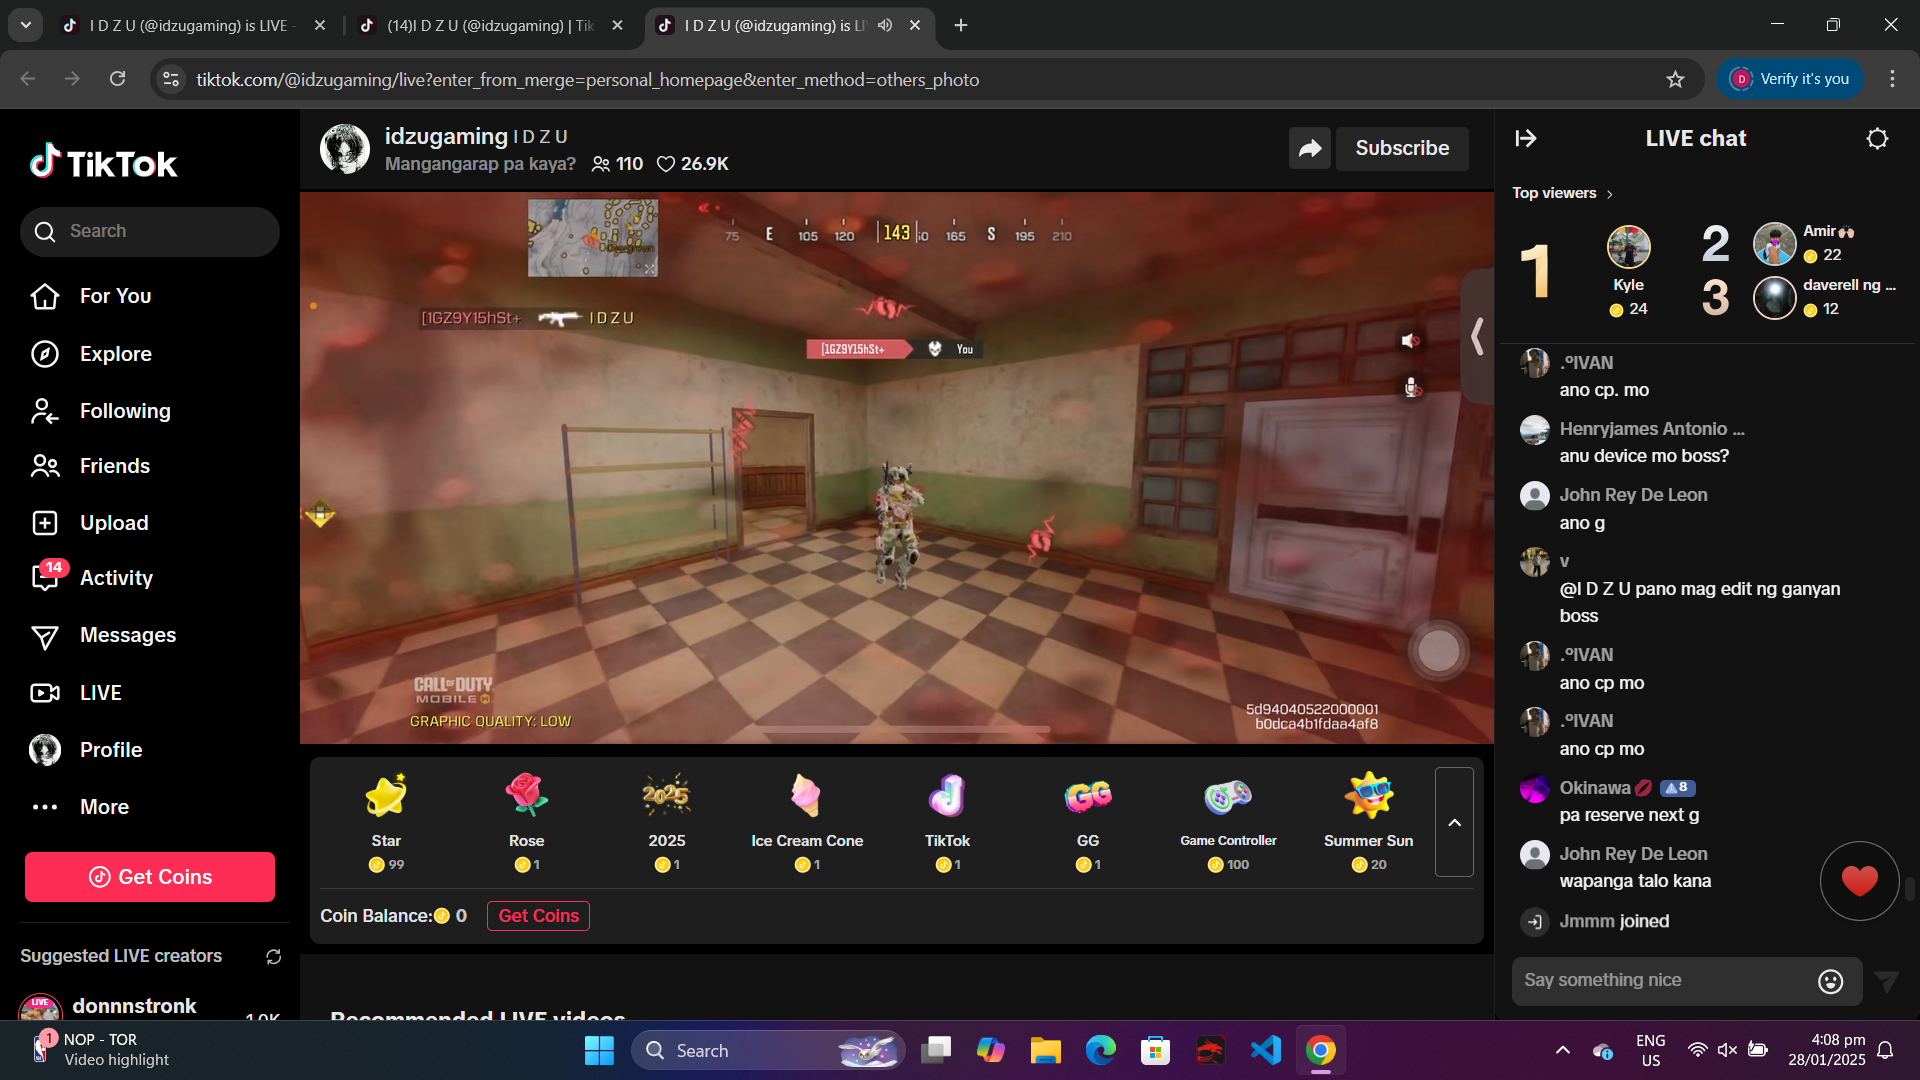 I D Z U (@idzugaming) is LIVE -
(14)I D Z U (@idzugaming) | Tik
I D Z U (@idzugaming) is LI
tiktok.com/@idzugaming/live?enter_from_merge=personal_homepage&enter_method=others_photo
D
Verify it's you
TikTok
Search
For You
Explore
Following
Friends
Upload
14
Activity
Messages
LIVE
Profile
More
Get Coins
Suggested LIVE creators
LIVE
donnnstronk
1.0K
idzugaming I D Z U
Mangangarap pa kaya? 110 26.9K
Subscribe
75 E 105 120 143 165 S 195 210
[1GZ9Y15hSt+ I D Z U
[1GZ9Y15hSt+ You
CALL OF DUTY
MOBILE
GRAPHIC QUALITY: LOW
5d94040522000001
b0dca4b1fdaa4af8
Star
99
Rose
1
2025
2025
1
Ice Cream Cone
1
TikTok
1
GG
GG
1
Game Controller
100
Summer Sun
20
Coin Balance: 0 Get Coins
Recommended LIVE videos
LIVE chat
Top viewers
1
Kyle
24
2
Amir
22
3
daverell ng ...
12
.ºIVAN
ano cp. mo
Henryjames Antonio ...
anu device mo boss?
John Rey De Leon
ano g
v
@I D Z U pano mag edit ng ganyan
boss
.ºIVAN
ano cp mo
.ºIVAN
ano cp mo
Okinawa 8
pa reserve next g
John Rey De Leon
wapanga talo kana
Jmmm joined
Say something nice
1
NOP - TOR
Video highlight
Search
ENG
US
4:08 pm
28/01/2025